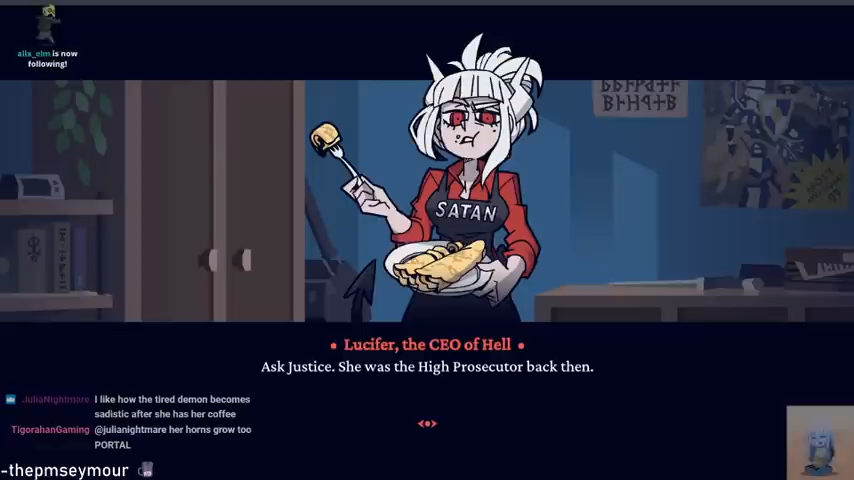 alix_elm is now
following!
SATAN
• Lucifer, the CEO of Hell •
Ask Justice. She was the High Prosecutor back then.
JuliaNightmare I like how the tired demon becomes
sadistic after she has her coffee
TigorahanGaming @julianightmare her horns grow too
PORTAL
-thepmseymour